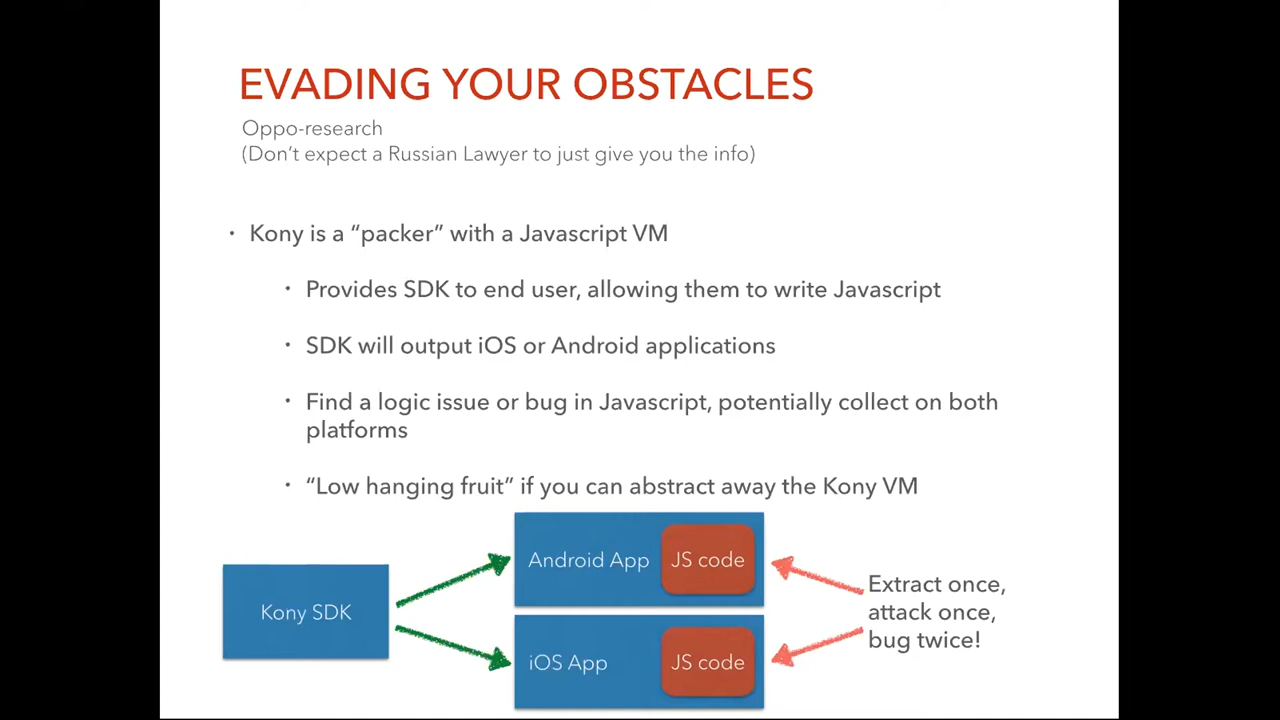 EVADING YOUR OBSTACLES
Oppo-research
(Don’t expect a Russian Lawyer to just give you the info)
• Kony is a “packer” with a Javascript VM
• Provides SDK to end user, allowing them to write Javascript
• SDK will output iOS or Android applications
• Find a logic issue or bug in Javascript, potentially collect on both
platforms
• “Low hanging fruit” if you can abstract away the Kony VM
Kony SDK
Android App
JS code
iOS App
JS code
Extract once,
attack once,
bug twice!